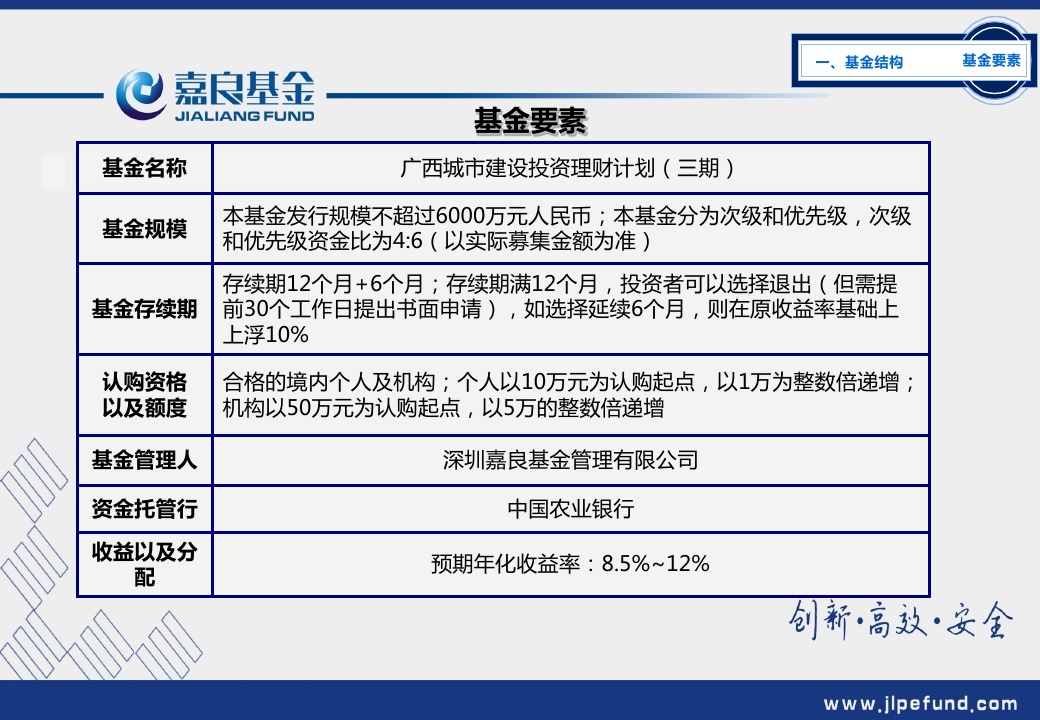 一、基金结构
基金要素
嘉良基金
JIALIANG FUND
基金要素
基金名称
广西城市建设投资理财计划（三期）
基金规模
本基金发行规模不超过6000万元人民币；本基金分为次级和优先级，次级
和优先级资金比为4:6（以实际募集金额为准）
基金存续期
存续期12个月+6个月；存续期满12个月，投资者可以选择退出（但需提
前30个工作日提出书面申请），如选择延续6个月，则在原收益率基础上
上浮10%
认购资格
以及额度
合格的境内个人及机构；个人以10万元为认购起点，以1万为整数倍递增；
机构以50万元为认购起点，以5万的整数倍递增
基金管理人
深圳嘉良基金管理有限公司
资金托管行
中国农业银行
收益以及分
配
预期年化收益率：8.5%~12%
创新·高效·安全
www.jlpefund.com